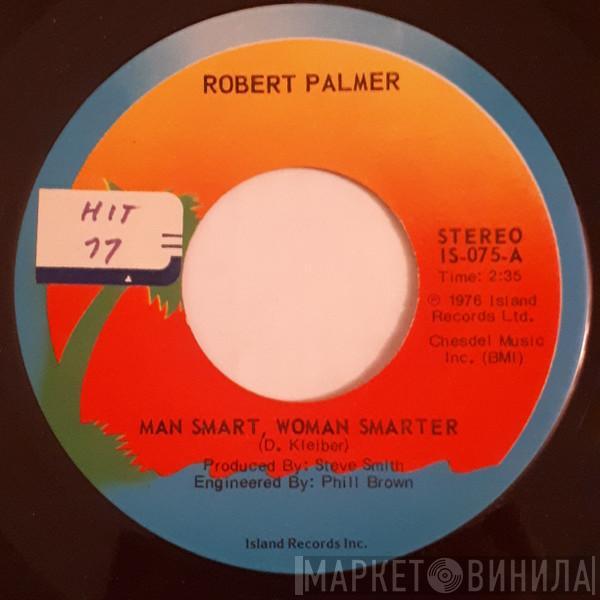 ROBERT PALMER
HIT
77
STEREO
IS-075-A
Time: 2:35
℗ 1976 Island
Records Ltd.
Chesdel Music
Inc. (BMI)
MAN SMART, WOMAN SMARTER
(D. Kleiber)
Produced By: Steve Smith
Engineered By: Phill Brown
Island Records Inc.
МАРКЕТ ВИНИЛА